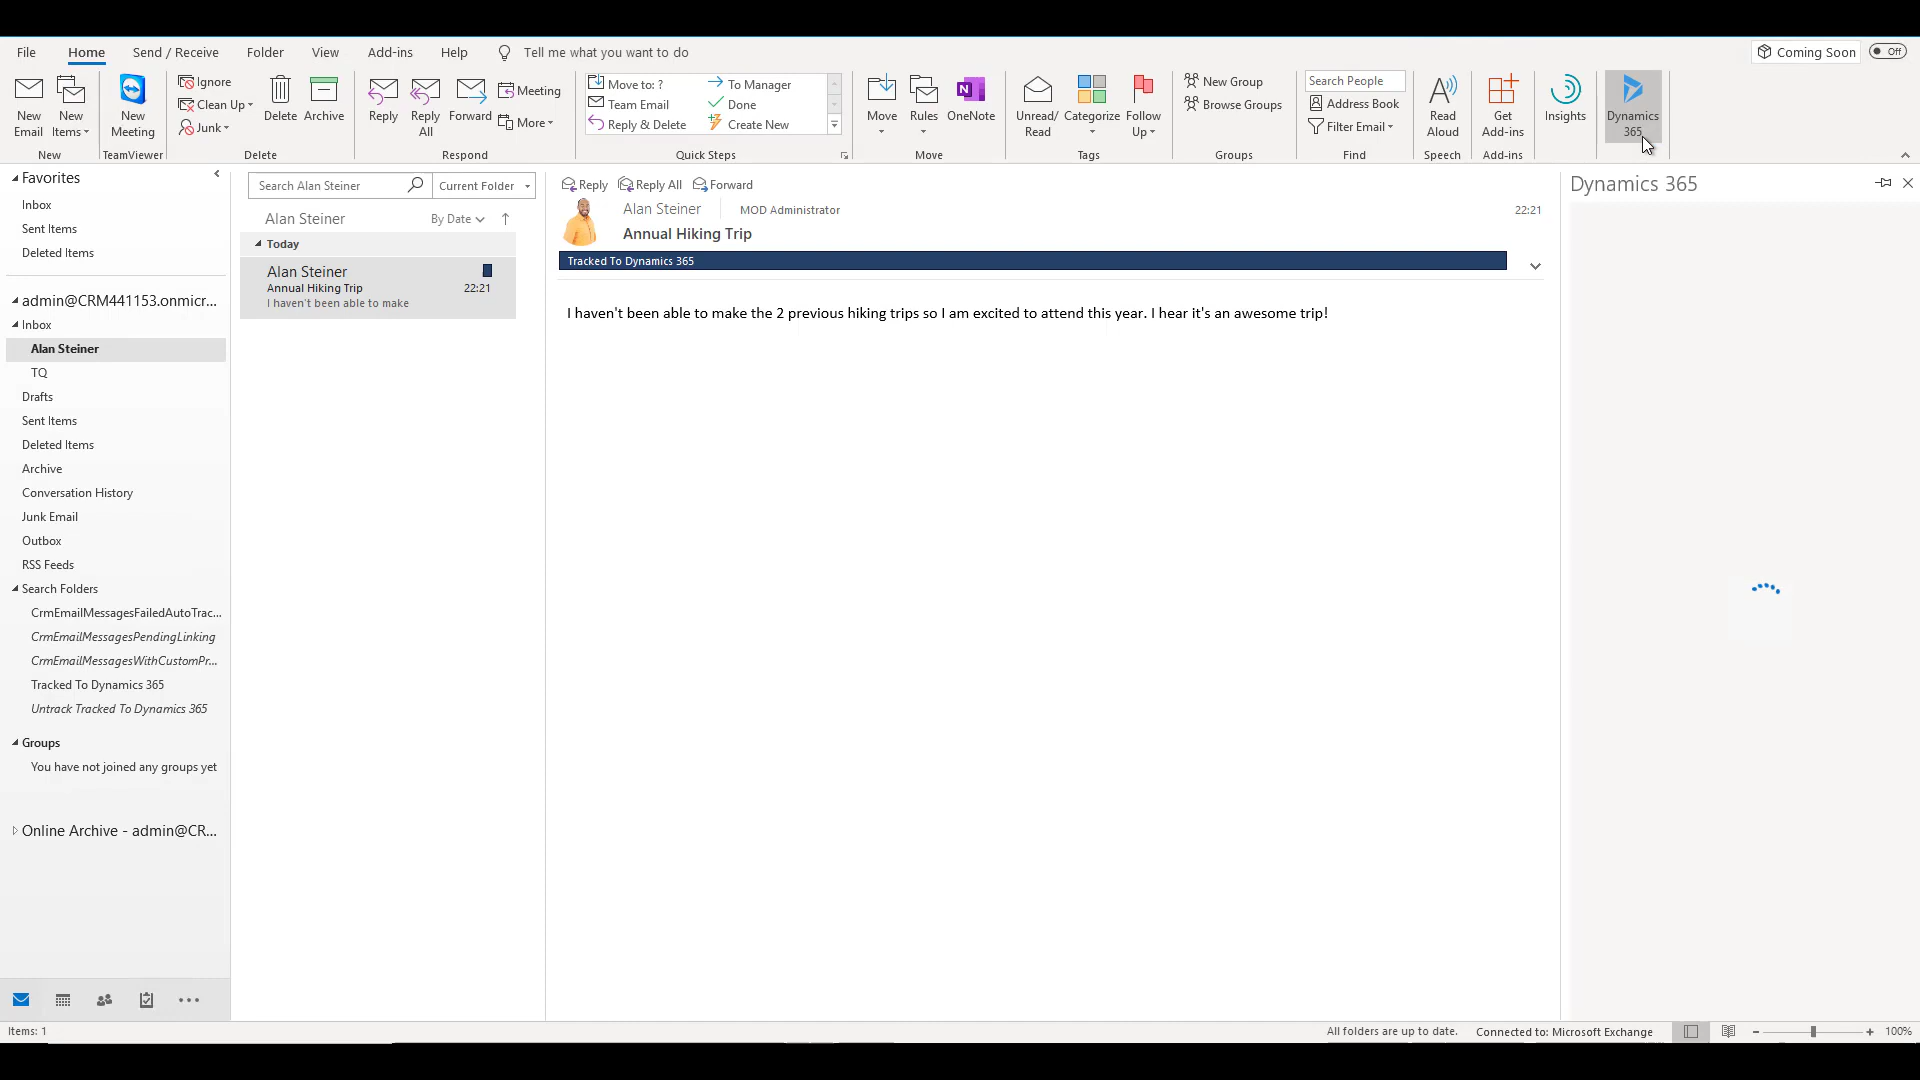 File Home Send / Receive Folder View Add-ins Help Tell me what you want to do Coming Soon Off
New Email
New Items
New
New Meeting
TeamViewer
Ignore
Clean Up
Junk
Delete
Archive
Delete
Reply
Reply All
Forward
Meeting
More
Respond
Move to: ?
To Manager
Team Email
Done
Reply & Delete
Create New
Quick Steps
Move
Rules
OneNote
Move
Unread/ Read
Categorize
Follow Up
Tags
New Group
Browse Groups
Groups
Search People
Address Book
Filter Email
Find
Read Aloud
Speech
Get Add-ins
Add-ins
Insights
Dynamics 365
Favorites
Inbox
Sent Items
Deleted Items
admin@CRM441153.onmicr...
Inbox
Alan Steiner
TQ
Drafts
Sent Items
Deleted Items
Archive
Conversation History
Junk Email
Outbox
RSS Feeds
Search Folders
CrmEmailMessagesFailedAutoTrac...
CrmEmailMessagesPendingLinking
CrmEmailMessagesWithCustomPr...
Tracked To Dynamics 365
Untrack Tracked To Dynamics 365
Groups
You have not joined any groups yet
Online Archive - admin@CR...
Search Alan Steiner
Current Folder
Alan Steiner
By Date
Today
Alan Steiner
Annual Hiking Trip 22:21
I haven't been able to make
Reply Reply All Forward
Alan Steiner MOD Administrator 22:21
Annual Hiking Trip
Tracked To Dynamics 365
I haven't been able to make the 2 previous hiking trips so I am excited to attend this year. I hear it's an awesome trip!
Dynamics 365
Items: 1
All folders are up to date. Connected to: Microsoft Exchange 100%